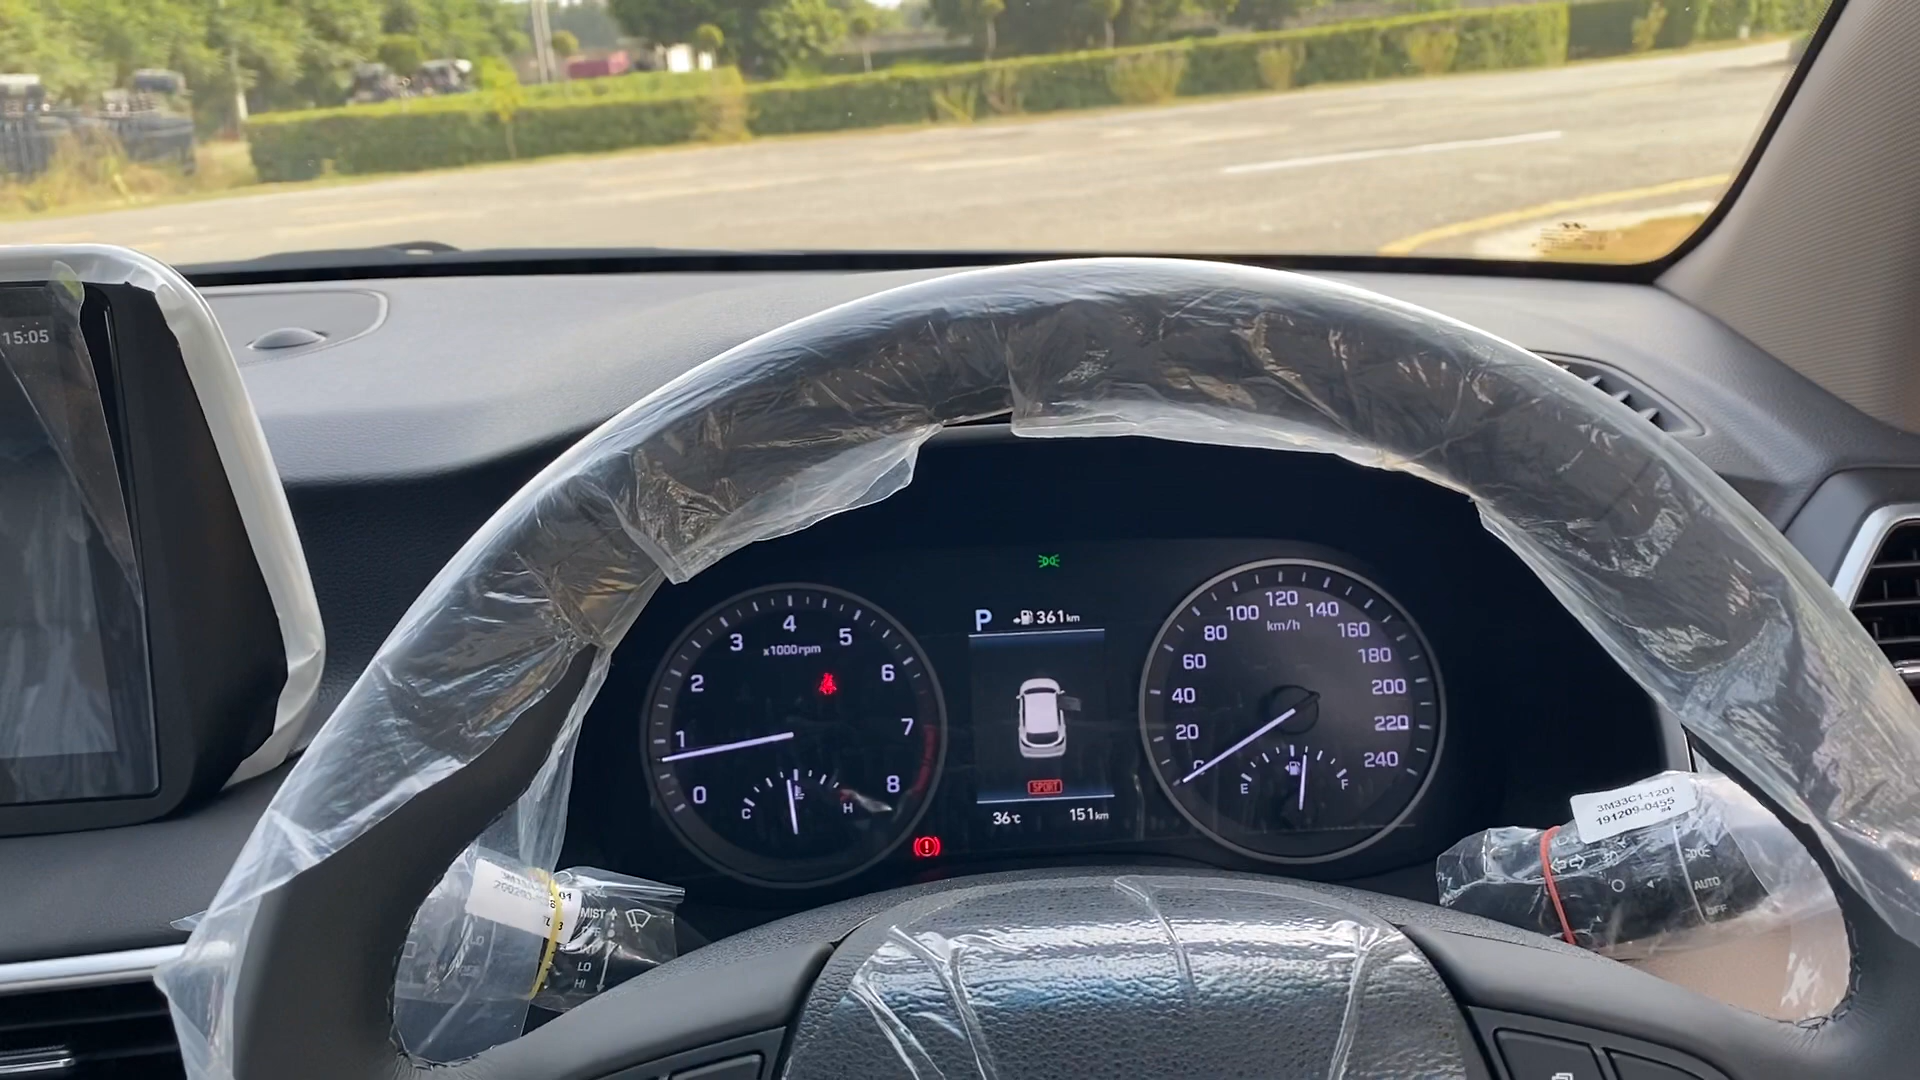 15:05
P 361km
0 1 2 3 4 5 6 7 8
x1000rpm
C H
SPORT
36°C 151km
20 40 60 80 100 120 140 160 180 200 220 240
km/h
E F
3M33C1-1201
191209-0455
#4
AUTO
OFF
MIST
OFF
INT
LO
HI